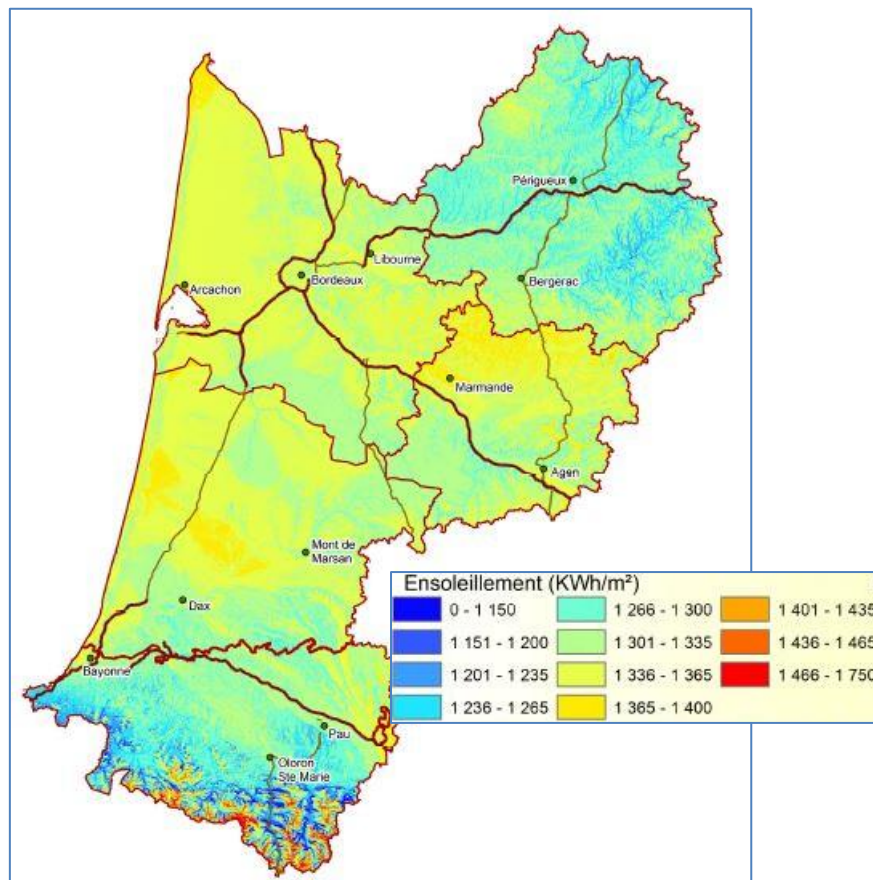 Périgueux
Libourne
Bordeaux
Bergerac
Arcachon
Marmande
Agen
Mont de
Marsan
Dax
Bayonne
Pau
Oloron
Ste Marie
Ensoleillement (KWh/m²)
0 - 1 150
1 266 - 1 300
1 401 - 1 435
1 151 - 1 200
1 301 - 1 335
1 436 - 1 465
1 201 - 1 235
1 336 - 1 365
1 466 - 1 750
1 236 - 1 265
1 365 - 1 400